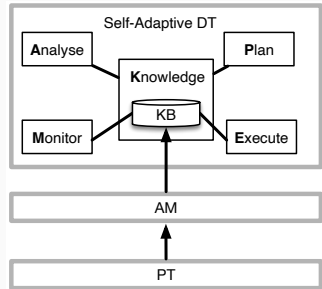 Self-Adaptive DT
Analyse
Plan
Knowledge
KB
Monitor
Execute
AM
PT